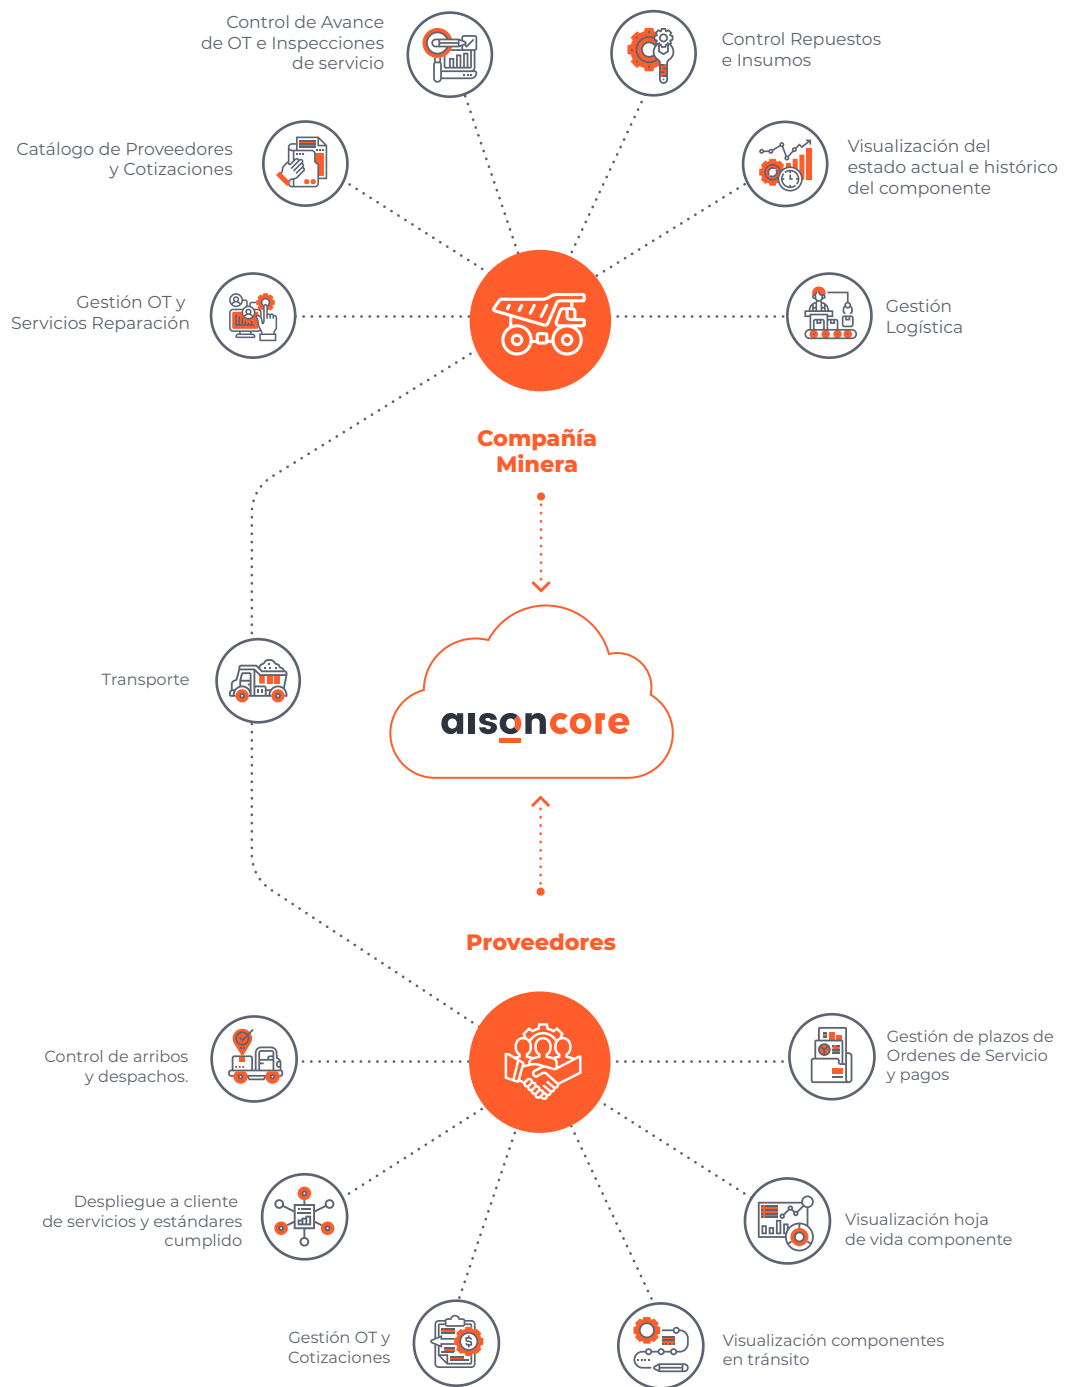 Control de Avance
de OT e Inspecciones
de servicio
Control Repuestos
e Insumos
Catálogo de Proveedores
y Cotizaciones
Visualización del
estado actual e histórico
del componente
Gestión OT y
Servicios Reparación
Gestión
Logística
Compañía
Minera
Transporte
aisoncore
Proveedores
Control de arribos
y despachos.
Gestión de plazos de
Ordenes de Servicio
y pagos
Despliegue a cliente
de servicios y estándares
cumplido
Visualización hoja
de vida componente
Gestión OT y
Cotizaciones
$
Visualización componentes
en tránsito